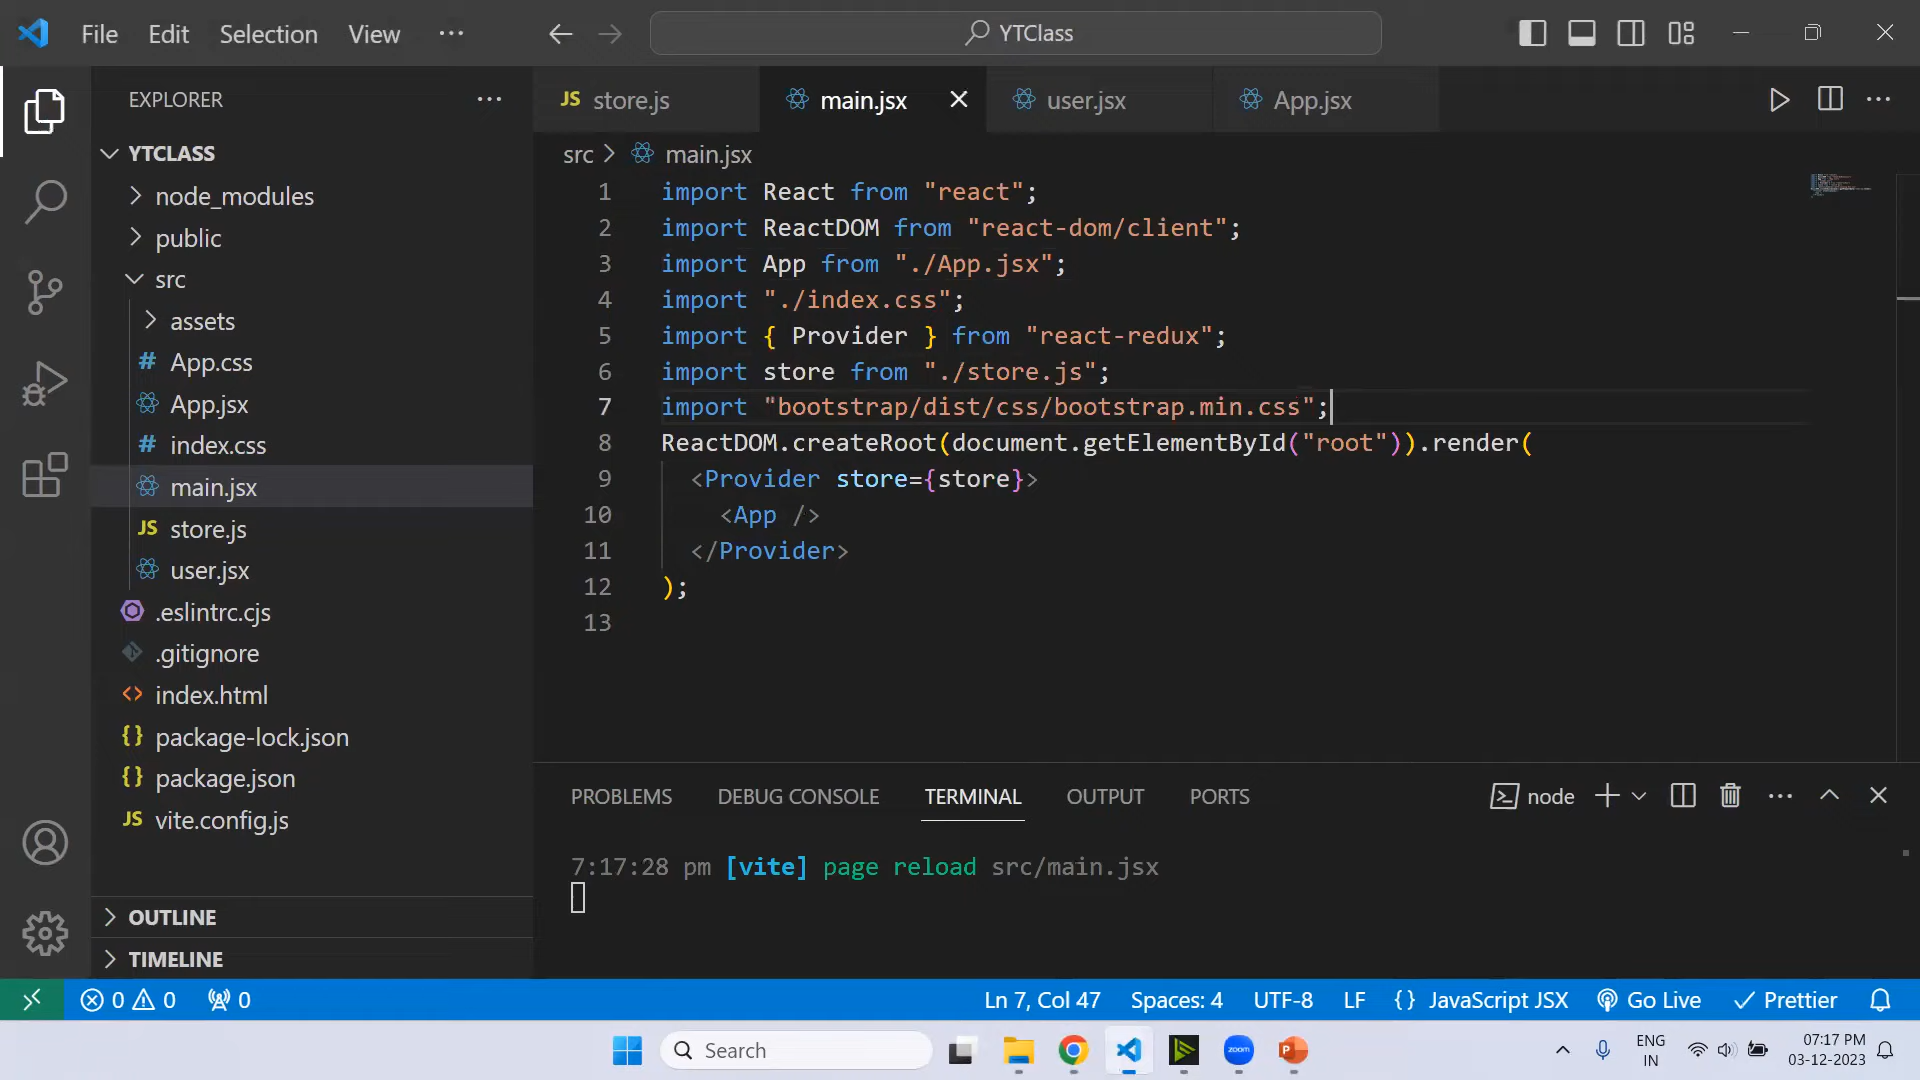 File Edit Selection View ... YTClass
EXPLORER ...
JS store.js main.jsx user.jsx App.jsx
src > main.jsx
YTCLASS
node_modules
public
src
assets
# App.css
App.jsx
# index.css
main.jsx
JS store.js
user.jsx
.eslintrc.cjs
.gitignore
<> index.html
{} package-lock.json
{} package.json
JS vite.config.js
OUTLINE
TIMELINE
1 import React from "react";
2 import ReactDOM from "react-dom/client";
3 import App from "./App.jsx";
4 import "./index.css";
5 import { Provider } from "react-redux";
6 import store from "./store.js";
7 import "bootstrap/dist/css/bootstrap.min.css";
8 ReactDOM.createRoot(document.getElementById("root")).render(
9 <Provider store={store}>
10 <App />
11 </Provider>
12 );
13
PROBLEMS DEBUG CONSOLE TERMINAL OUTPUT PORTS node
7:17:28 pm [vite] page reload src/main.jsx
0 0 0 Ln 7, Col 47 Spaces: 4 UTF-8 LF {} JavaScript JSX Go Live Prettier
Search zoom P ENG IN 07:17 PM
03-12-2023